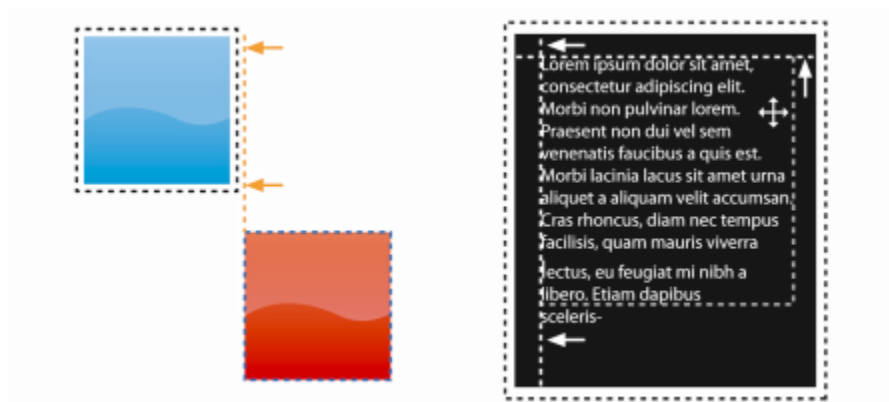 Lorem ipsum dolor sit amet,
consectetur adipiscing elit.
Morbi non pulvinar lorem.
Praesent non dui vel sem
venenatis faucibus a quis est.
Morbi lacinia lacus sit amet urna
aliquet a aliquam velit accumsan.
Cras rhoncus, diam nec tempus
facilisis, quam mauris viverra
lectus, eu feugiat mi nibh a
libero. Etiam dapibus
sceleris-